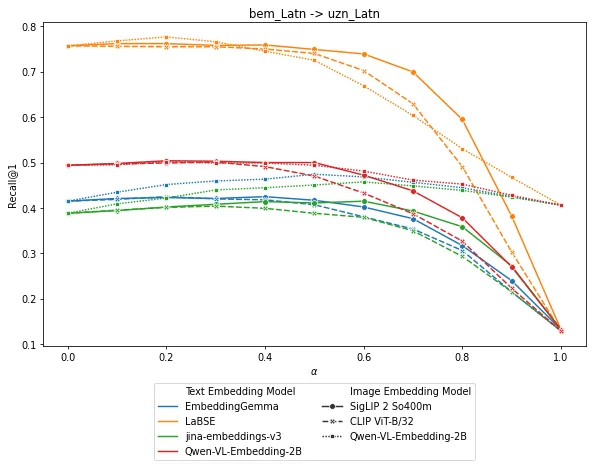 bem_Latn -> uzn_Latn
Recall@1
0.8
0.7
0.6
0.5
0.4
0.3
0.2
0.1
0.0 0.2 0.4 0.6 0.8 1.0
α
Text Embedding Model Image Embedding Model
EmbeddingGemma SigLIP 2 So400m
LaBSE CLIP ViT-B/32
jina-embeddings-v3 Qwen-VL-Embedding-2B
Qwen-VL-Embedding-2B